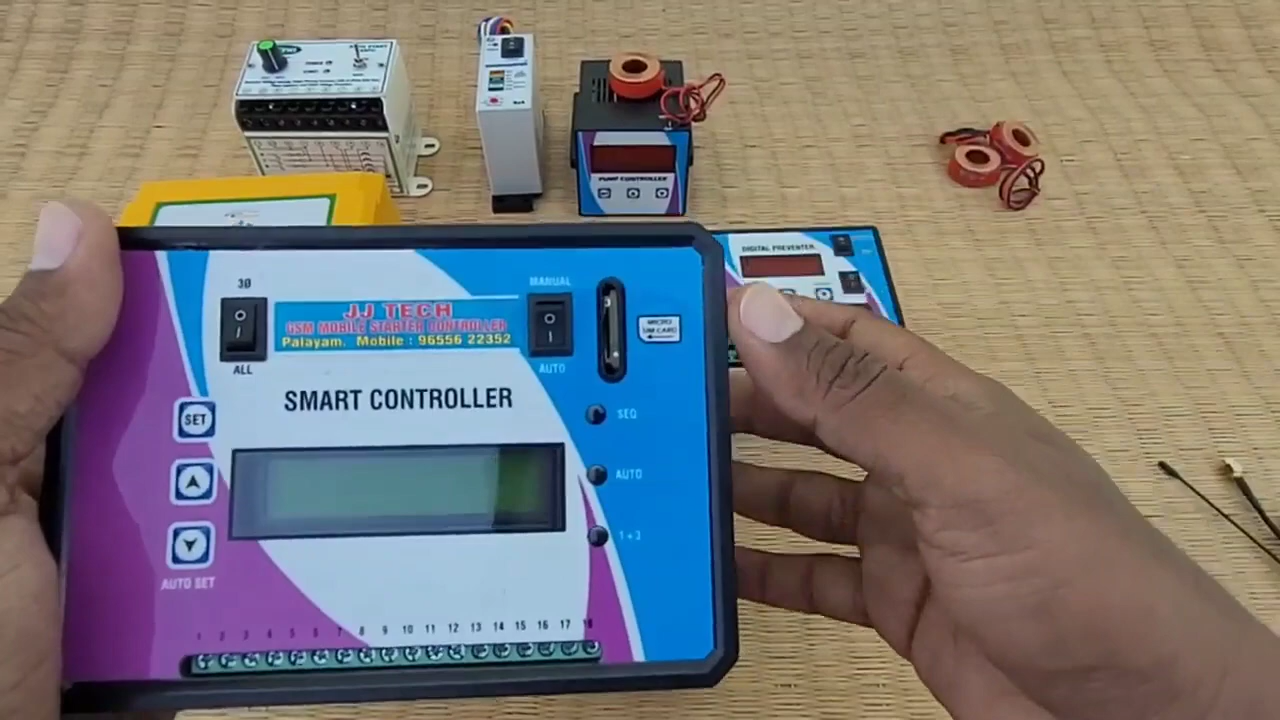 PUMP CONTROLLER
DIGITAL PREVENTER
3Ø
ALL
JJ TECH
GSM MOBILE STARTER CONTROLLER
Palayam. Mobile : 96556 22352
MANUAL
AUTO
MICRO
SIM CARD
SMART CONTROLLER
SET
AUTO SET
SEQ
AUTO
1+3
1 2 3 4 5 6 7 8 9 10 11 12 13 14 15 16 17 18